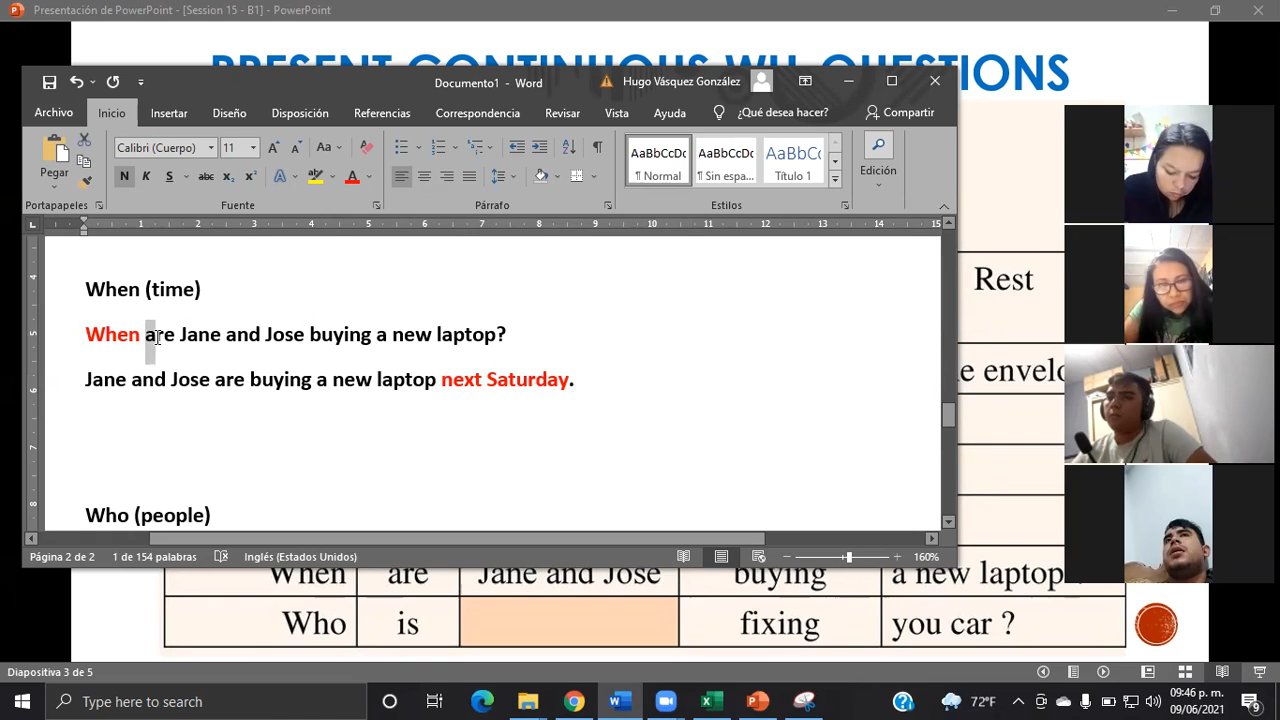 Presentación de PowerPoint - [Session 15 - B1] - PowerPoint
PRESENT CONTINUOUS WH-QUESTIONS
Documento1 - Word
Hugo Vásquez González
Archivo
Inicio
Insertar
Diseño
Disposición
Referencias
Correspondencia
Revisar
Vista
Ayuda
¿Qué desea hacer?
Compartir
Pegar
Calibri (Cuerpo)
11
AaBbCcDc
¶ Normal
AaBbCcDc
¶ Sin espa...
AaBbCc
Título 1
Edición
Portapapeles
Fuente
Párrafo
Estilos
When (time)
When are Jane and Jose buying a new laptop?
Jane and Jose are buying a new laptop next Saturday.
Who (people)
Página 2 de 2
1 de 154 palabras
Inglés (Estados Unidos)
160%
Rest
When are Jane and Jose buying a new laptop
Who is fixing you car ?
Diapositiva 3 de 5
Type here to search
72°F
09:46 p. m.
09/06/2021
9